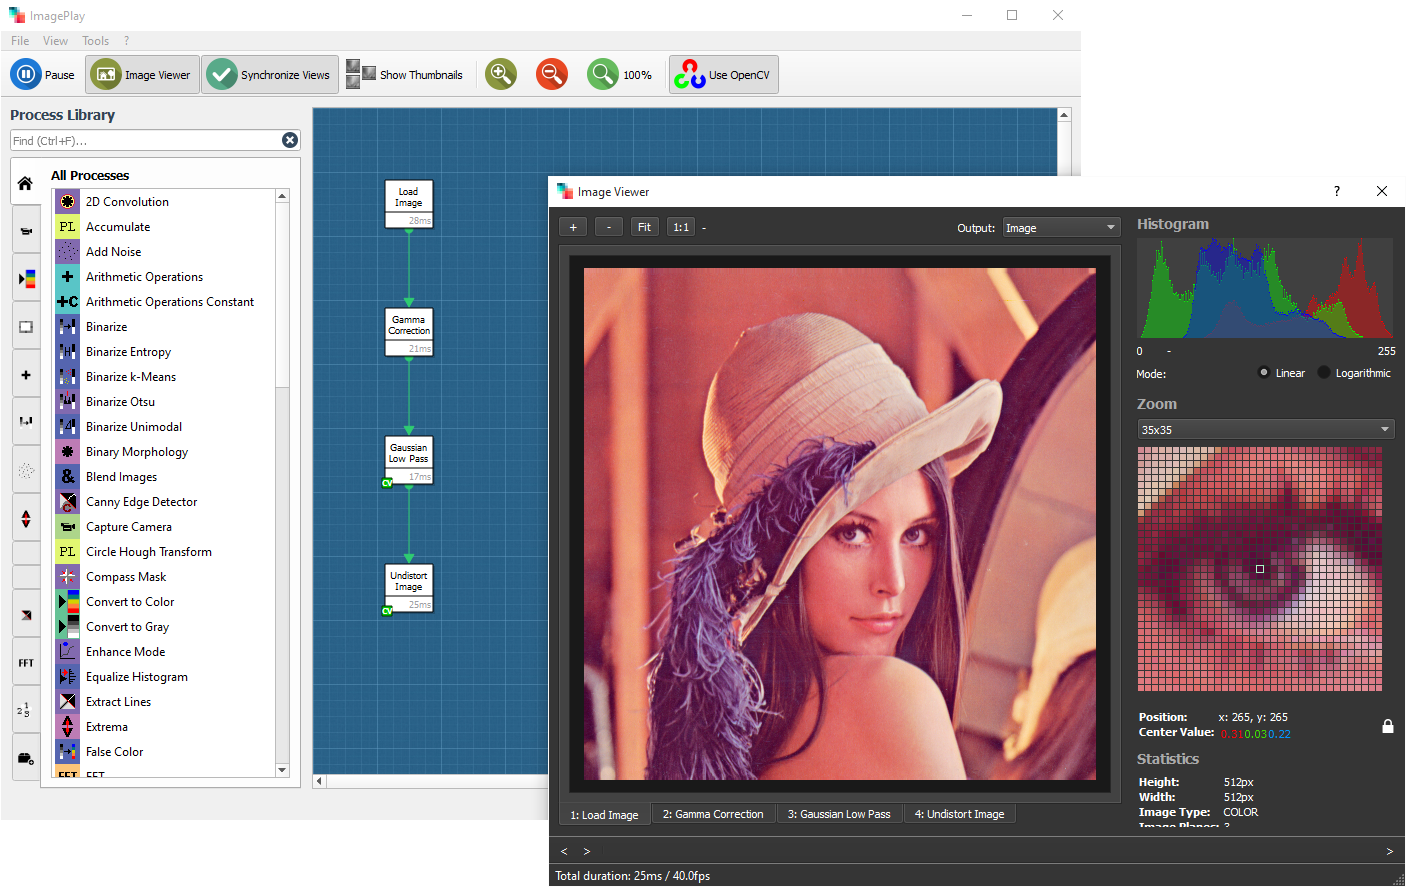 ImagePlay
File View Tools ?
Pause Image Viewer Synchronize Views Show Thumbnails 100% Use OpenCV
Process Library
Find (Ctrl+F)...
All Processes
2D Convolution
PL Accumulate
Add Noise
Arithmetic Operations
+C Arithmetic Operations Constant
Binarize
Binarize Entropy
Binarize k-Means
Binarize Otsu
Binarize Unimodal
Binary Morphology
& Blend Images
Canny Edge Detector
Capture Camera
PL Circle Hough Transform
Compass Mask
Convert to Color
Convert to Gray
Enhance Mode
Equalize Histogram
Extract Lines
Extrema
False Color
FFT FFT
FFT
Load
Image
28ms
Gamma
Correction
21ms
Gaussian
Low Pass
17ms
CV
Undistort
Image
25ms
CV
Image Viewer ?
+ - Fit 1:1 - Output: Image
1: Load Image 2: Gamma Correction 3: Gaussian Low Pass 4: Undistort Image
Histogram
0 - 255
Mode: Linear Logarithmic
Zoom
35x35
Position: x: 265, y: 265
Center Value: 0.31 0.03 0.22
Statistics
Height: 512px
Width: 512px
Image Type: COLOR
Image Planes: 3
< > >
Total duration: 25ms / 40.0fps